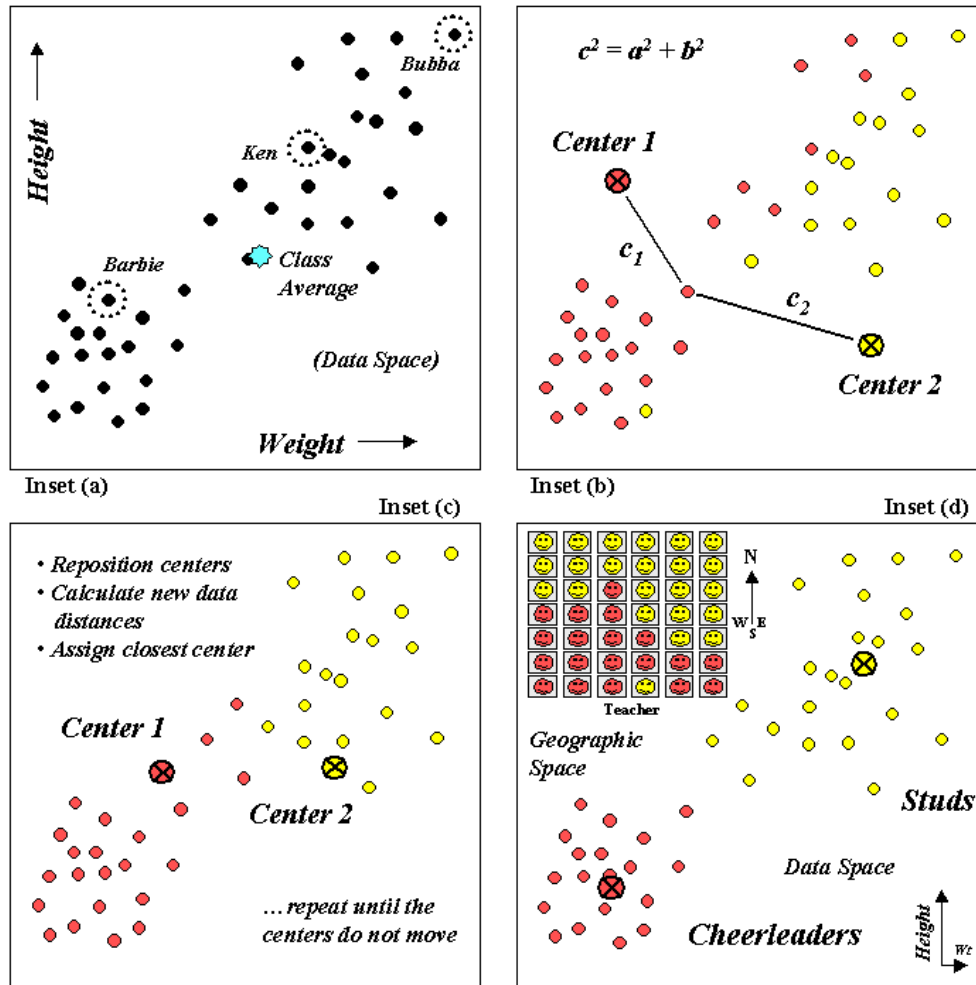 Bubba
Ken
Height
Barbie
Class
Average
(Data Space)
Weight
Inset (a)
c² = a² + b²
Center 1
c₁
c₂
Center 2
Inset (b)
Inset (c)
• Reposition centers
• Calculate new data
distances
• Assign closest center
Center 1
Center 2
…repeat until the
centers do not move
Inset (d)
N
W S E
Teacher
Geographic
Space
Studs
Data Space
Cheerleaders
Height
Wt